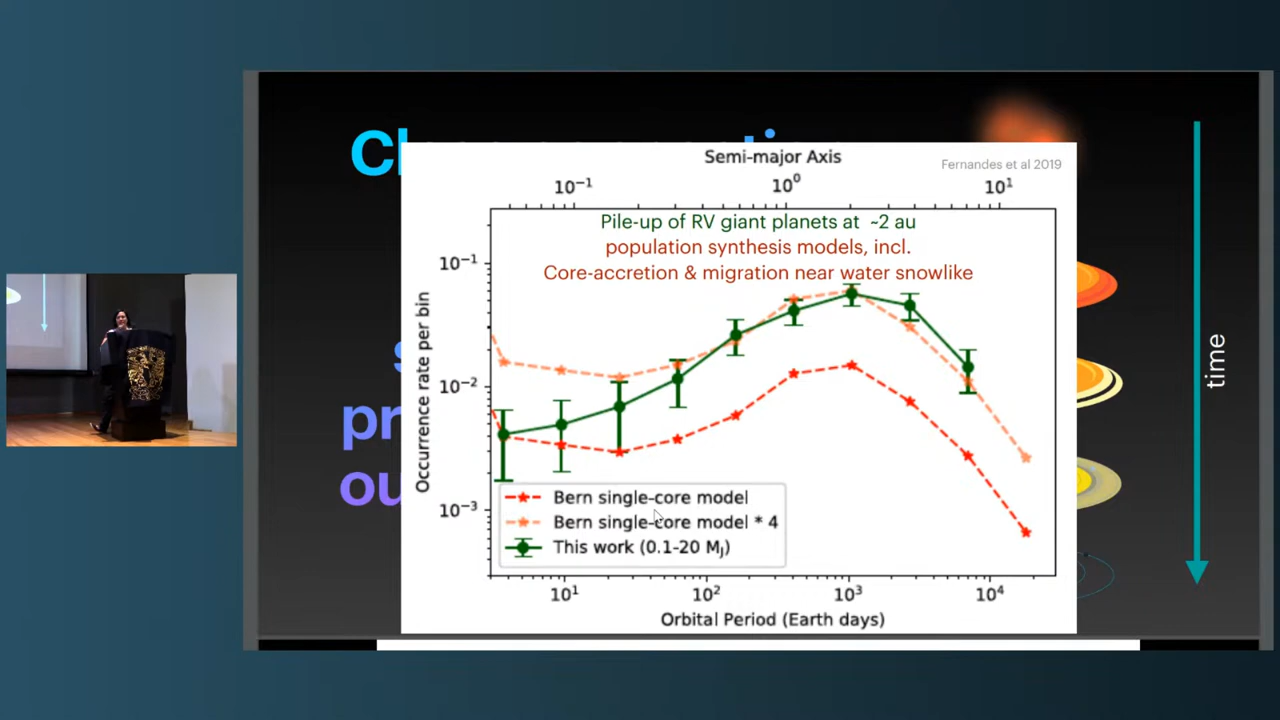 Semi-major Axis
Fernandes et al 2019
10⁻¹ 10⁰ 10¹
Pile-up of RV giant planets at ~2 au
population synthesis models, incl.
Core-accretion & migration near water snowlike
10⁻¹
10⁻²
10⁻³
Occurrence rate per bin
Bern single-core model
Bern single-core model * 4
This work (0.1-20 M_J)
10¹ 10² 10³ 10⁴
Orbital Period (Earth days)
time